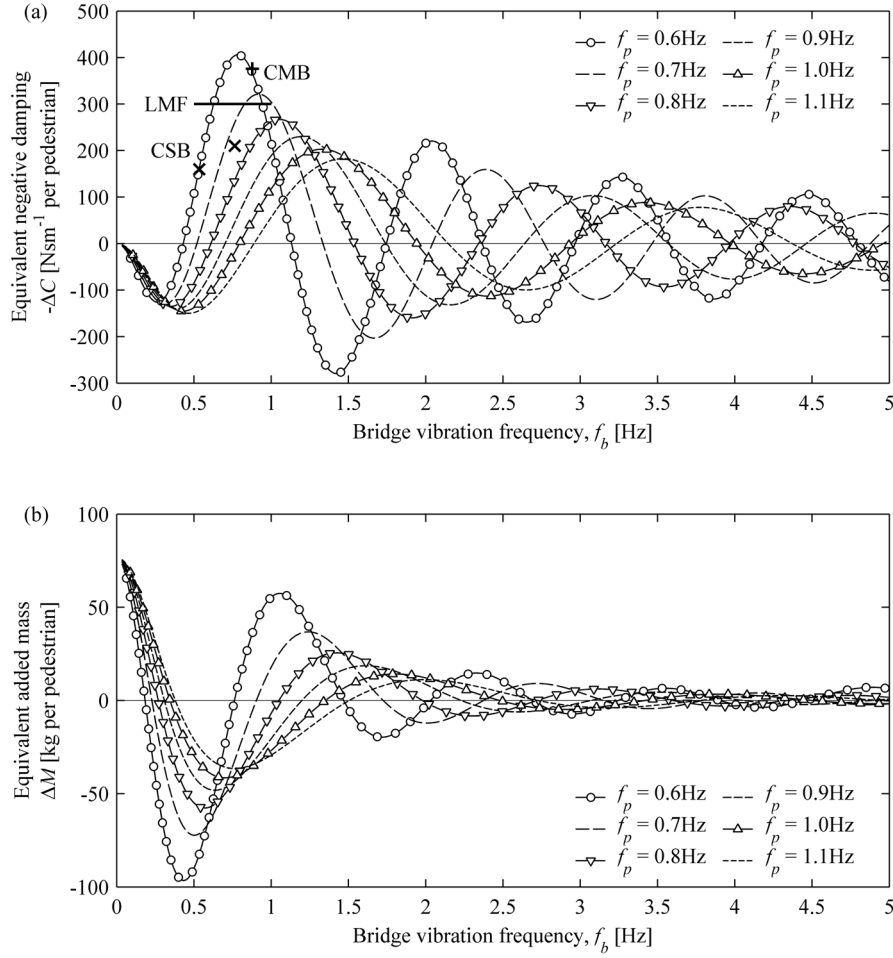 (a)
500
400
300
200
100
0
-100
-200
-300
Equivalent negative damping
-ΔC [Nsm⁻¹ per pedestrian]
CMB
LMF
CSB
f_p = 0.6Hz
f_p = 0.7Hz
f_p = 0.8Hz
f_p = 0.9Hz
f_p = 1.0Hz
f_p = 1.1Hz
0 0.5 1 1.5 2 2.5 3 3.5 4 4.5 5
Bridge vibration frequency, f_b [Hz]
(b)
100
50
0
-50
-100
Equivalent added mass
ΔM [kg per pedestrian]
f_p = 0.6Hz
f_p = 0.7Hz
f_p = 0.8Hz
f_p = 0.9Hz
f_p = 1.0Hz
f_p = 1.1Hz
0 0.5 1 1.5 2 2.5 3 3.5 4 4.5 5
Bridge vibration frequency, f_b [Hz]